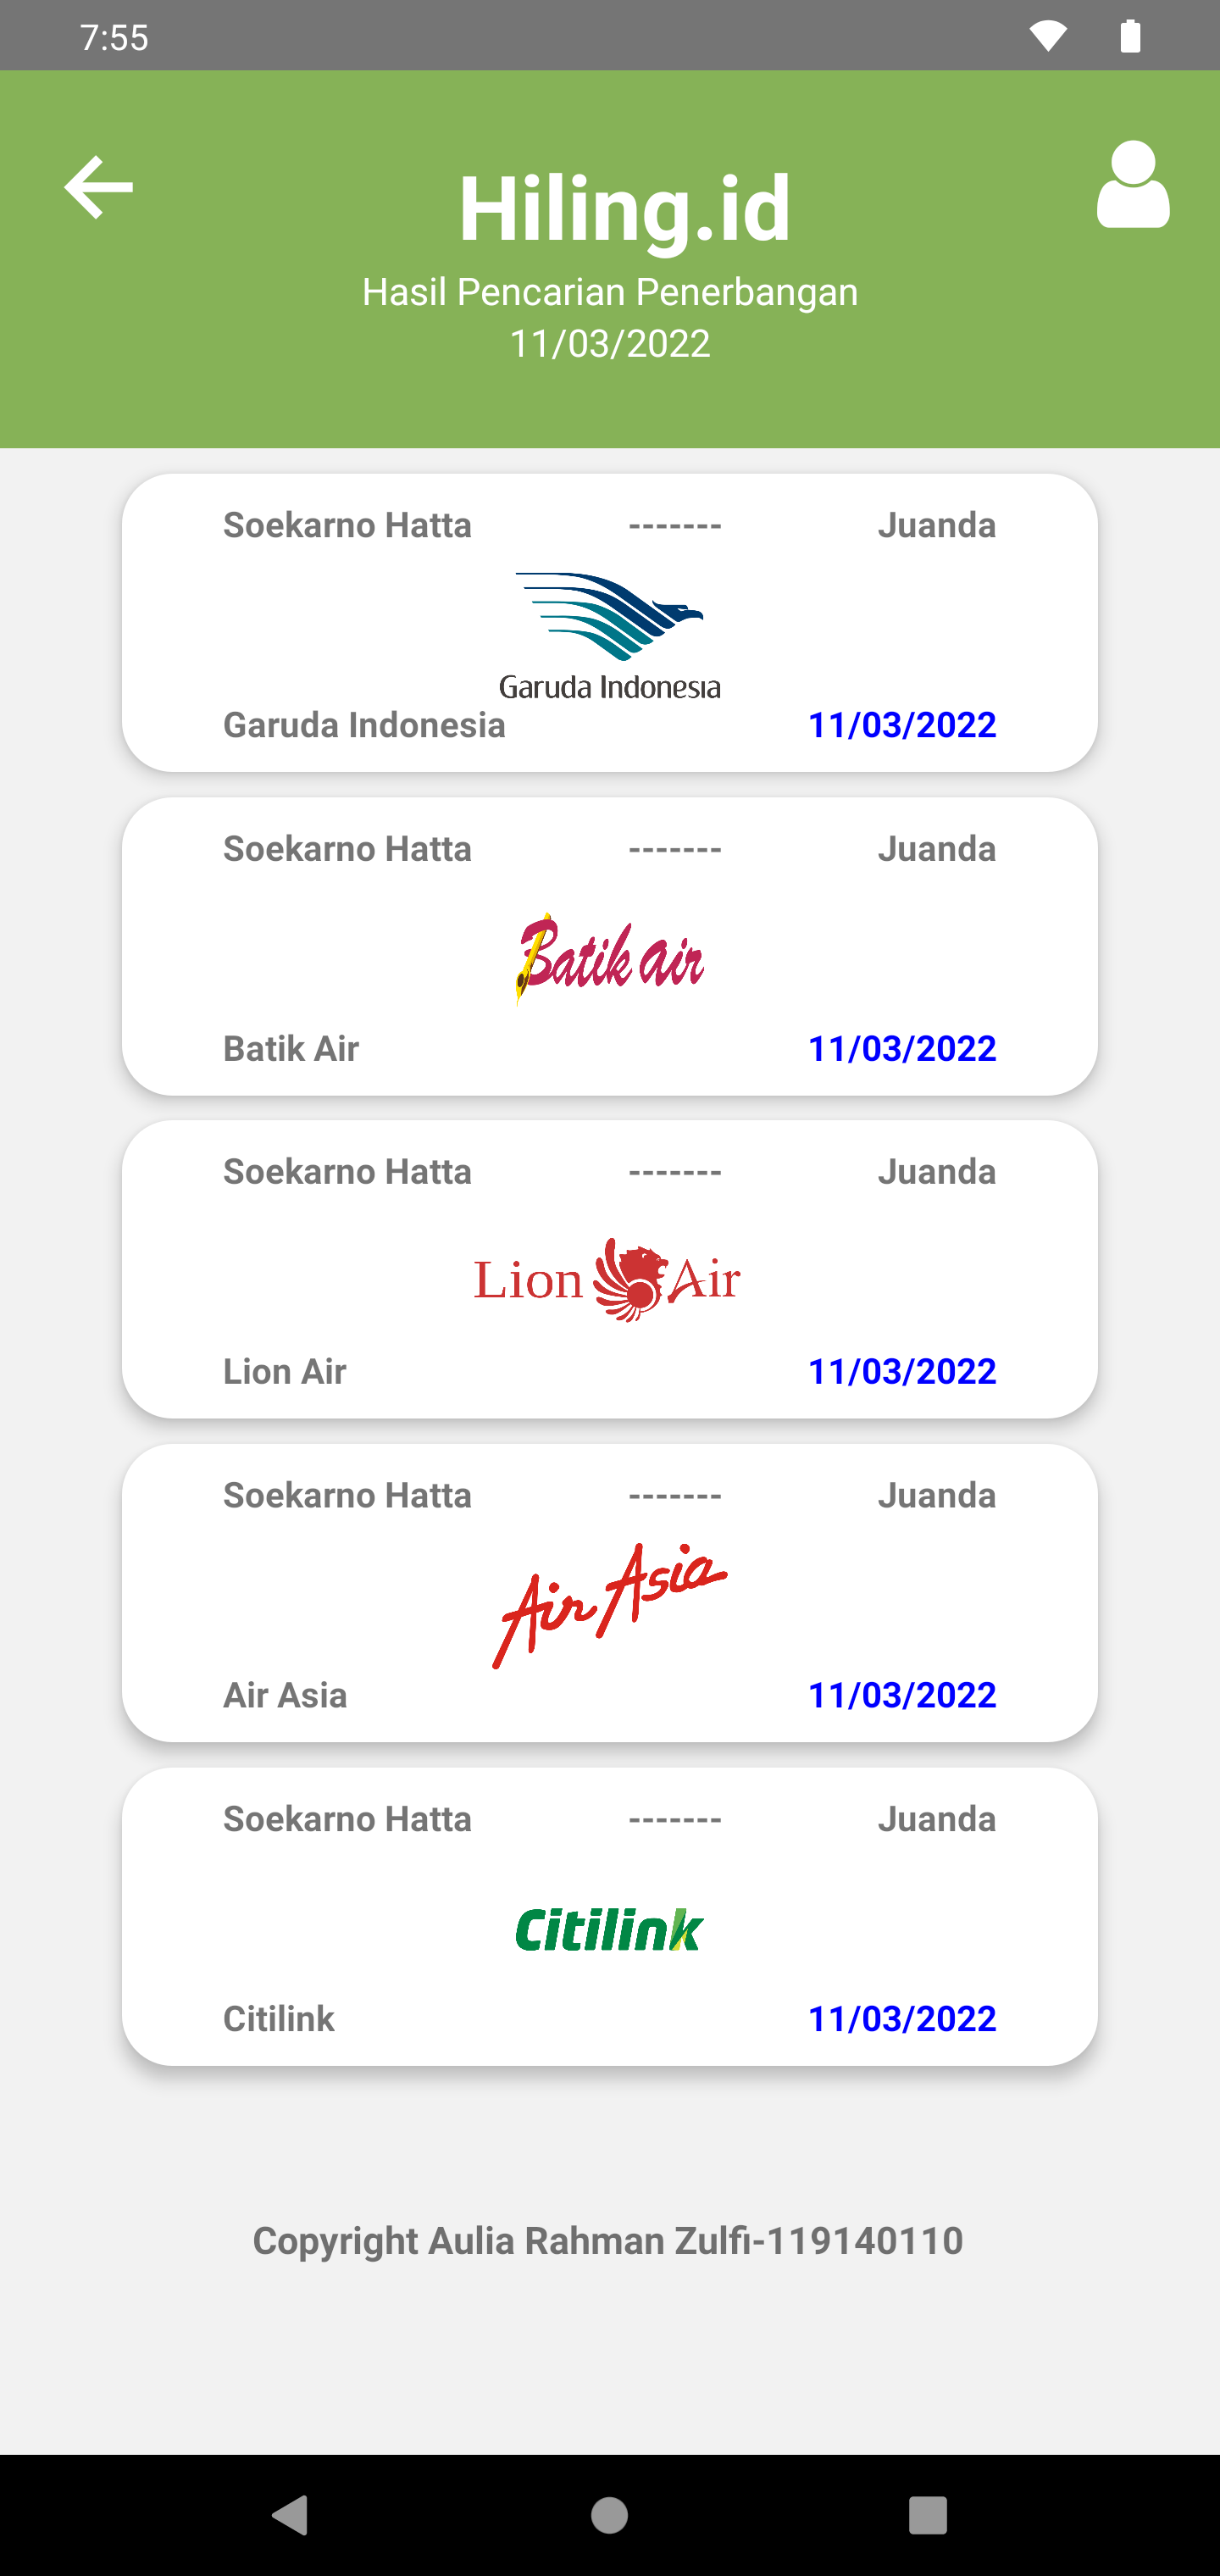 7:55
Hiling.id
Hasil Pencarian Penerbangan
11/03/2022
Soekarno Hatta ------- Juanda
Garuda Indonesia
Garuda Indonesia 11/03/2022
Soekarno Hatta ------- Juanda
Batik air
Batik Air 11/03/2022
Soekarno Hatta ------- Juanda
Lion Air
Lion Air 11/03/2022
Soekarno Hatta ------- Juanda
Air Asia
Air Asia 11/03/2022
Soekarno Hatta ------- Juanda
Citilink
Citilink 11/03/2022
Copyright Aulia Rahman Zulfi-119140110